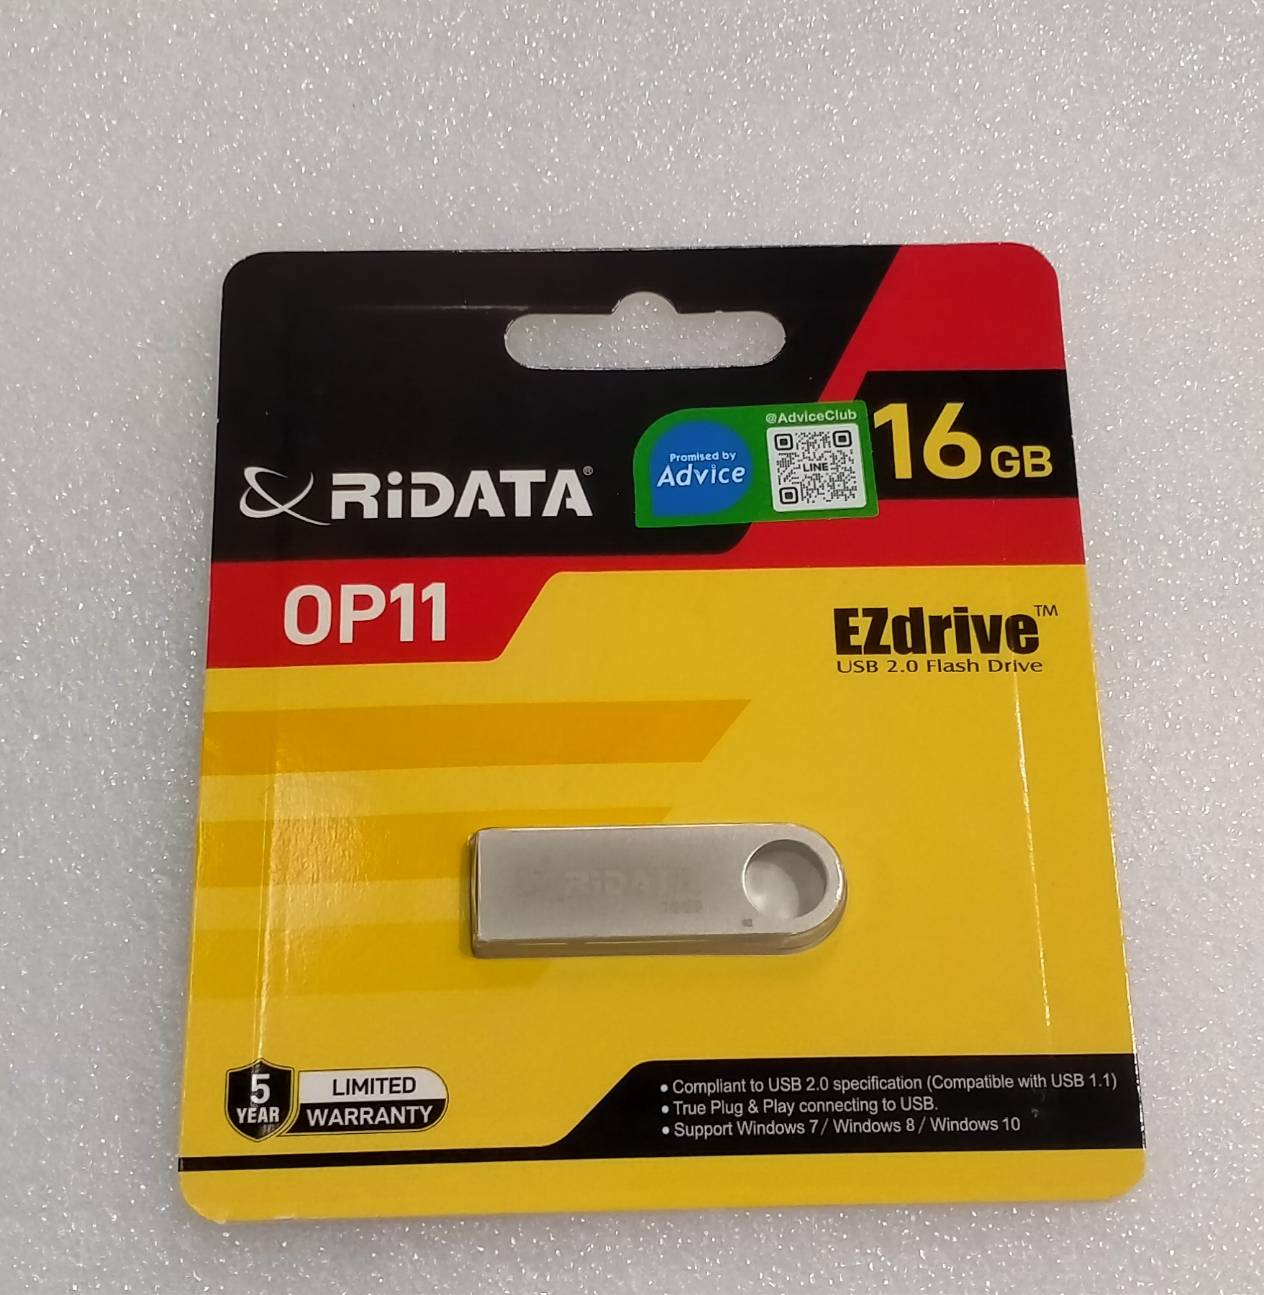 @AdviceClub
Promised by
Advice
LINE
16GB
RiDATA®
OP11
EZdrive™
USB 2.0 Flash Drive
RiDATA
16GB
5
YEAR
LIMITED
WARRANTY
• Compliant to USB 2.0 specification (Compatible with USB 1.1)
• True Plug & Play connecting to USB.
• Support Windows 7 / Windows 8 / Windows 10